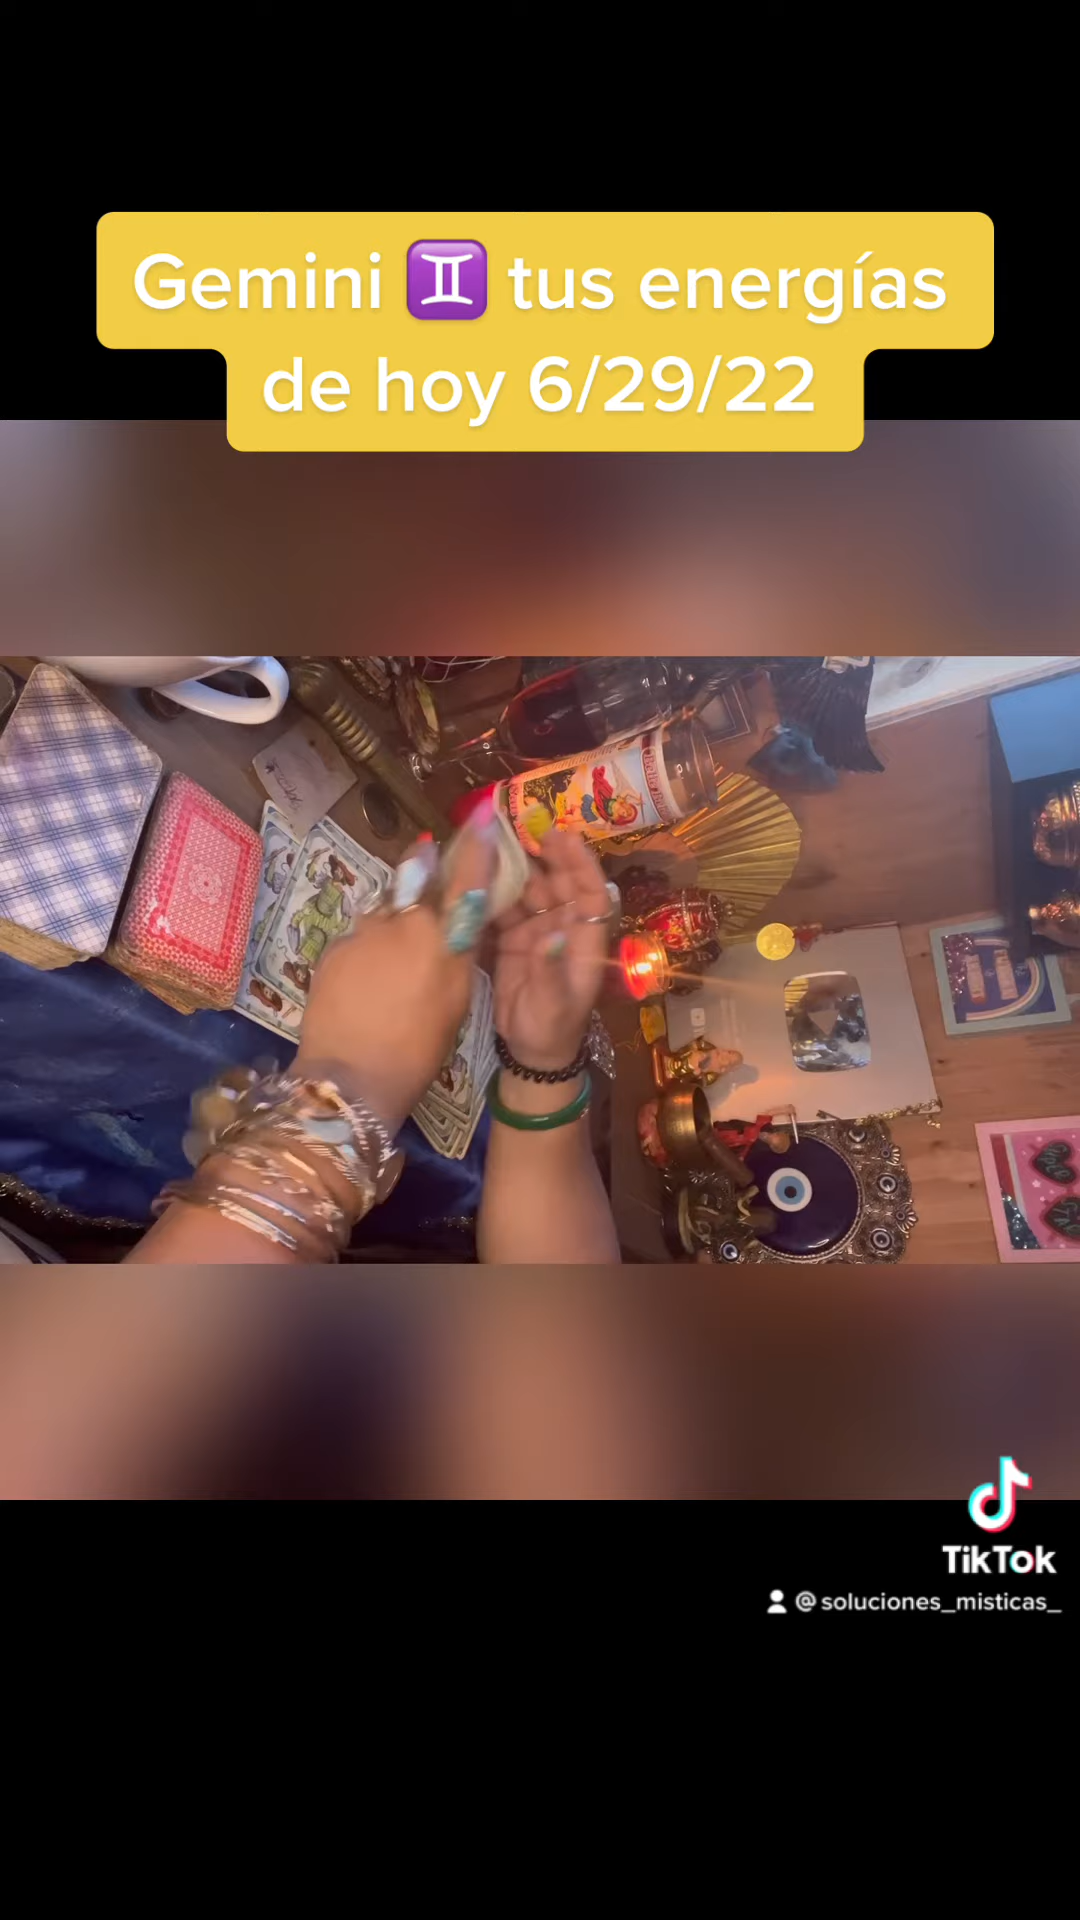 Gemini ♊ tus energías
de hoy 6/29/22
TikTok
@soluciones_misticas_